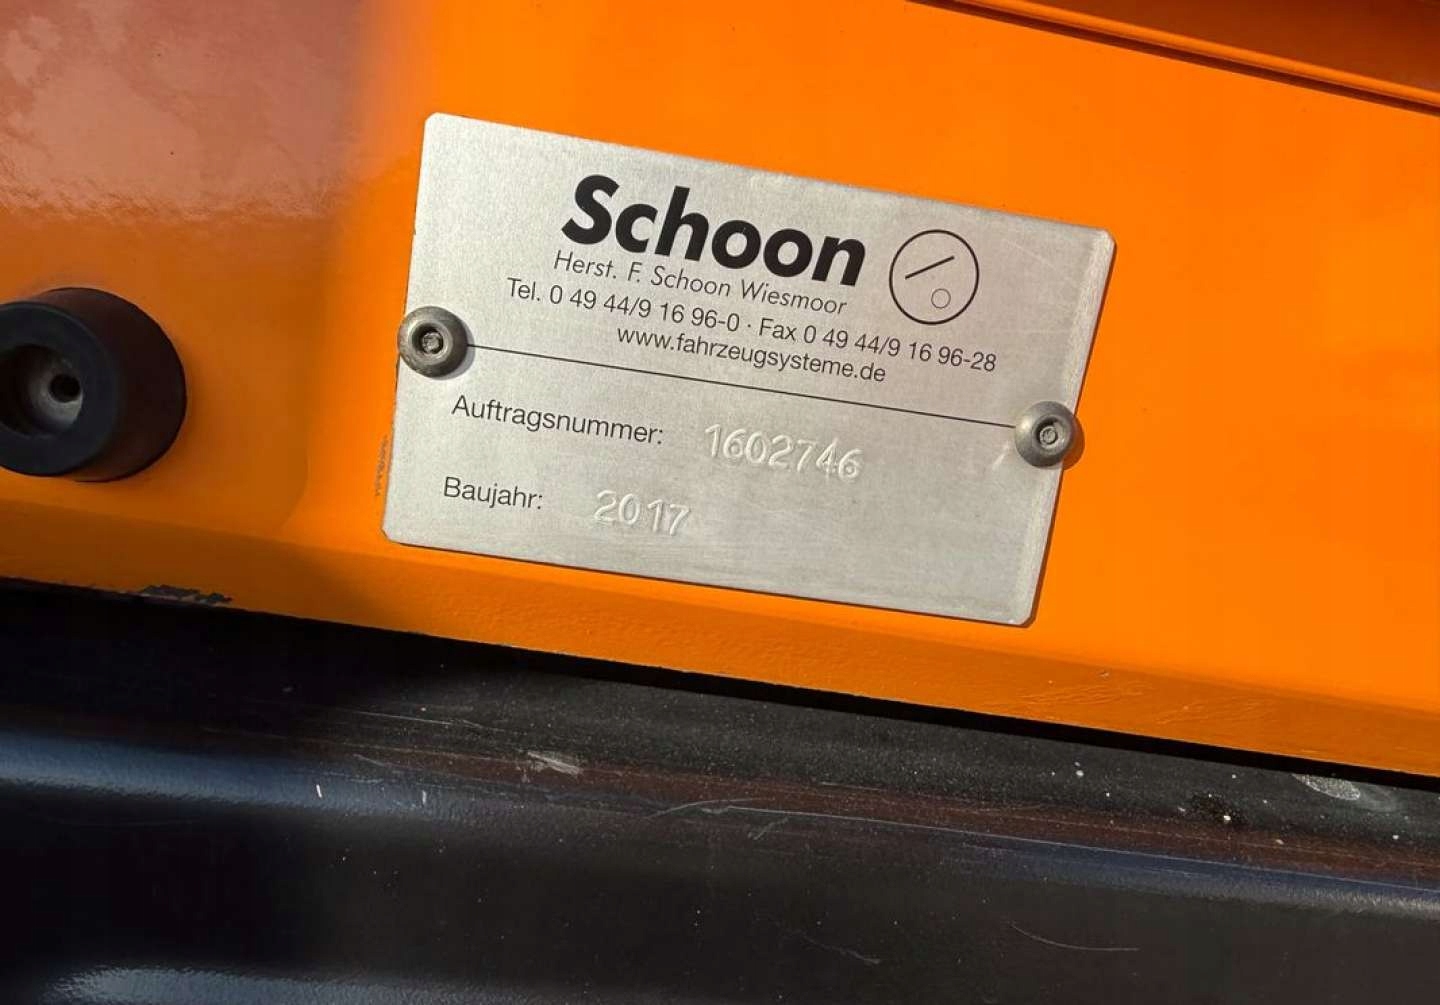 Schoon
Herst. F. Schoon Wiesmoor
Tel. 0 49 44/9 16 96-0 · Fax 0 49 44/9 16 96-28
www.fahrzeugsysteme.de
Auftragsnummer: 1602746
Baujahr: 2017